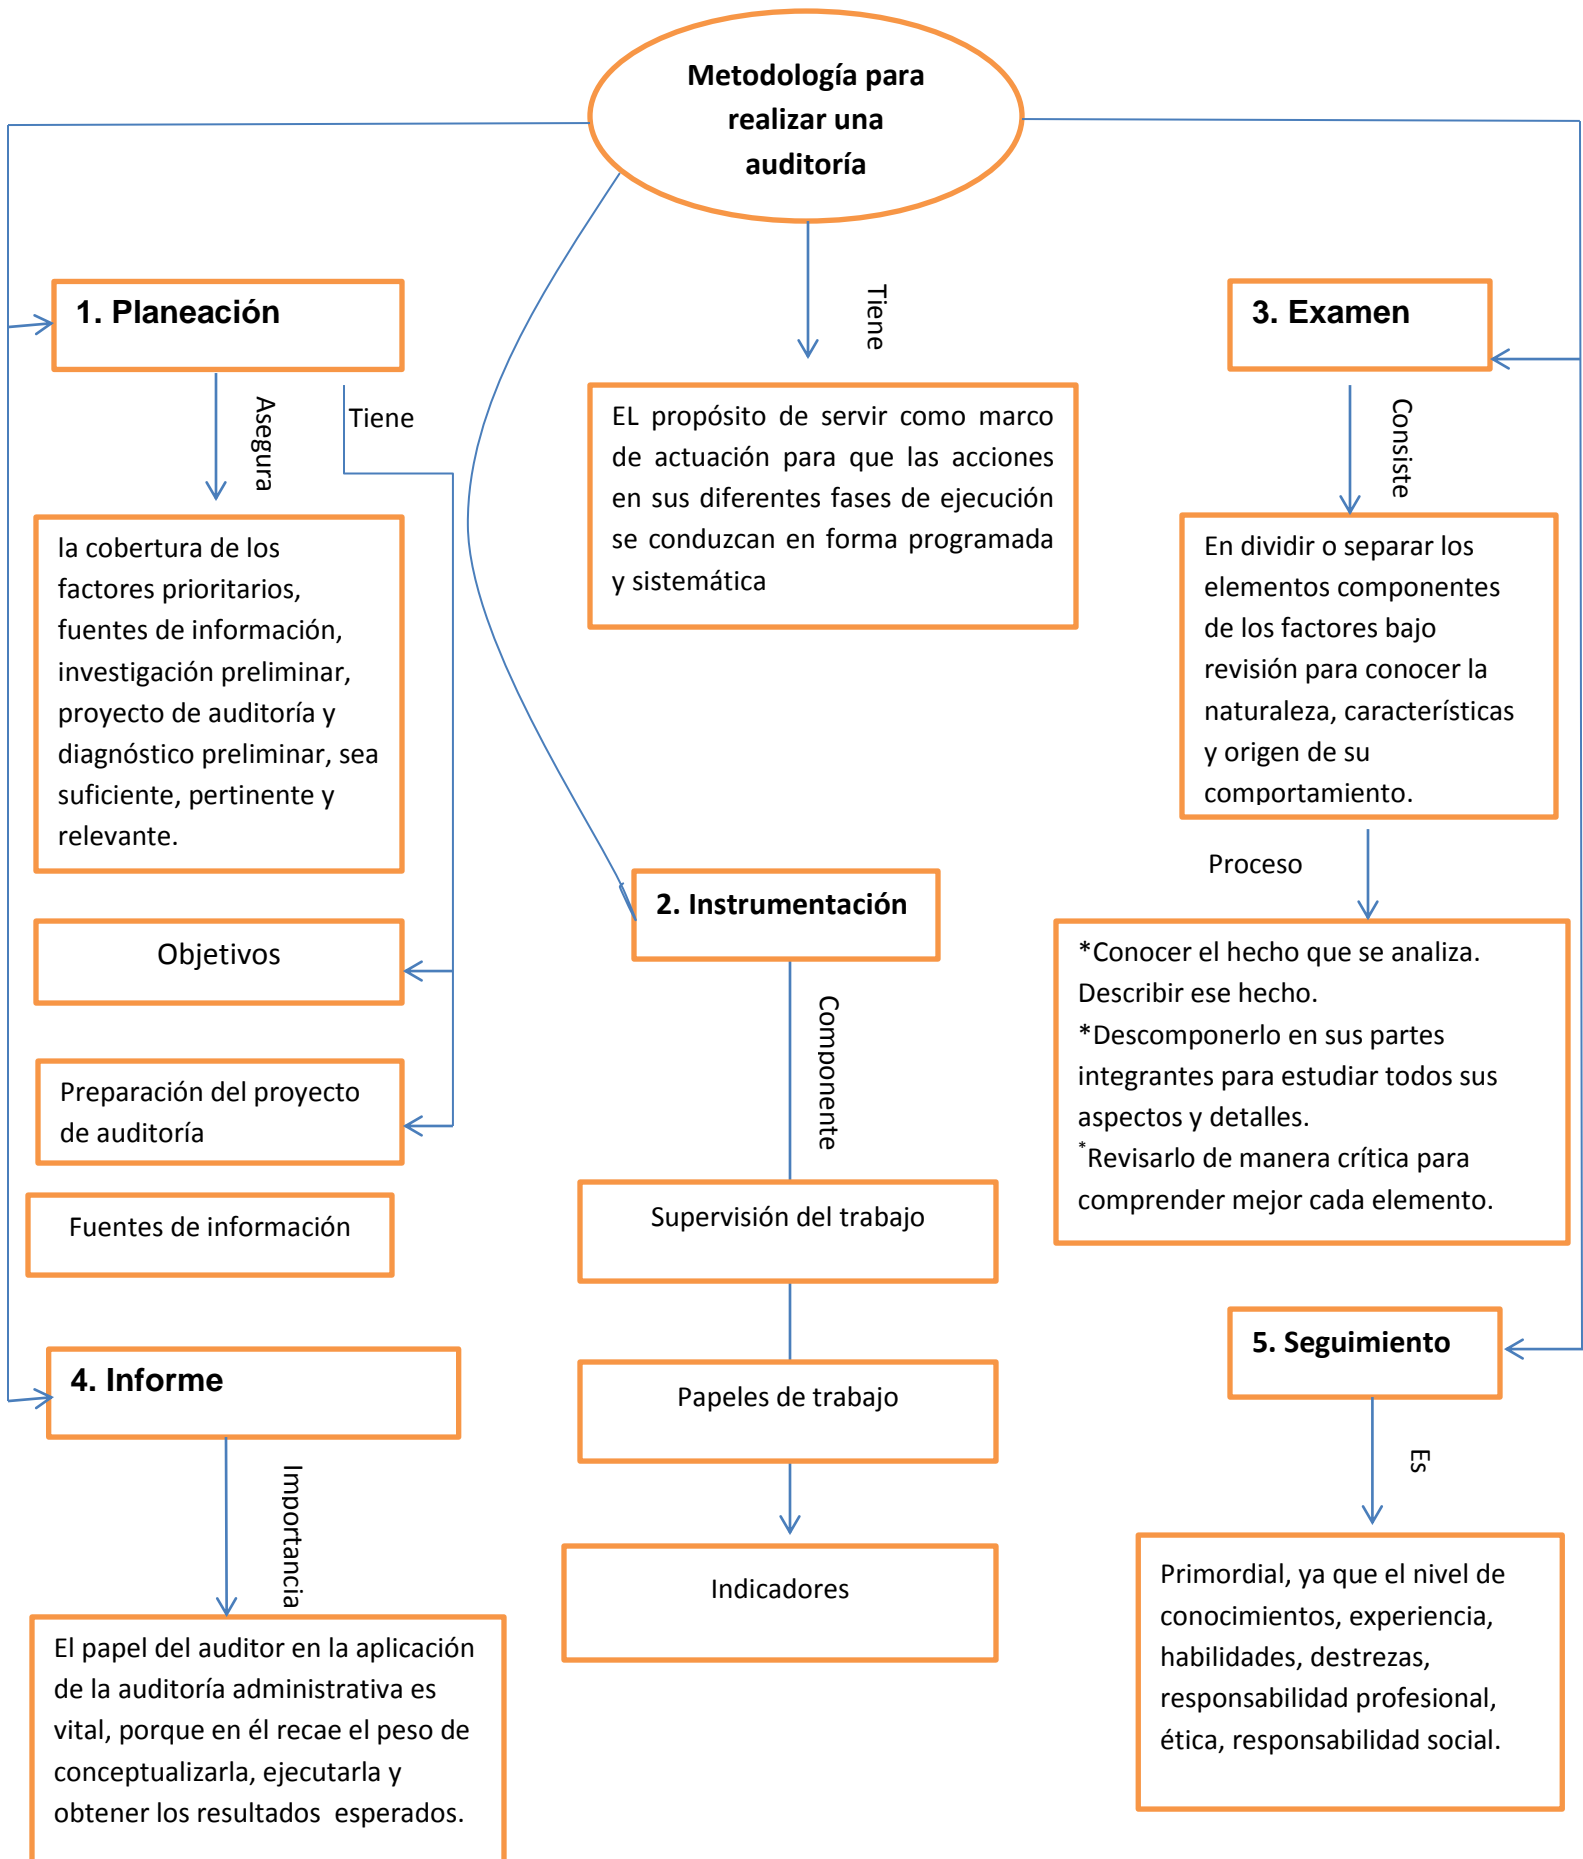 Metodología para
realizar una
auditoría
1. Planeación
Asegura
Tiene
la cobertura de los
factores prioritarios,
fuentes de información,
investigación preliminar,
proyecto de auditoría y
diagnóstico preliminar, sea
suficiente, pertinente y
relevante.
Objetivos
Preparación del proyecto
de auditoría
Fuentes de información
Tiene
EL propósito de servir como marco
de actuación para que las acciones
en sus diferentes fases de ejecución
se conduzcan en forma programada
y sistemática
2. Instrumentación
Componente
Supervisión del trabajo
Papeles de trabajo
Indicadores
3. Examen
Consiste
En dividir o separar los
elementos componentes
de los factores bajo
revisión para conocer la
naturaleza, características
y origen de su
comportamiento.
Proceso
*Conocer el hecho que se analiza.
Describir ese hecho.
*Descomponerlo en sus partes
integrantes para estudiar todos sus
aspectos y detalles.
*Revisarlo de manera crítica para
comprender mejor cada elemento.
4. Informe
Importancia
El papel del auditor en la aplicación
de la auditoría administrativa es
vital, porque en él recae el peso de
conceptualizarla, ejecutarla y
obtener los resultados  esperados.
5. Seguimiento
Es
Primordial, ya que el nivel de
conocimientos, experiencia,
habilidades, destrezas,
responsabilidad profesional,
ética, responsabilidad social.